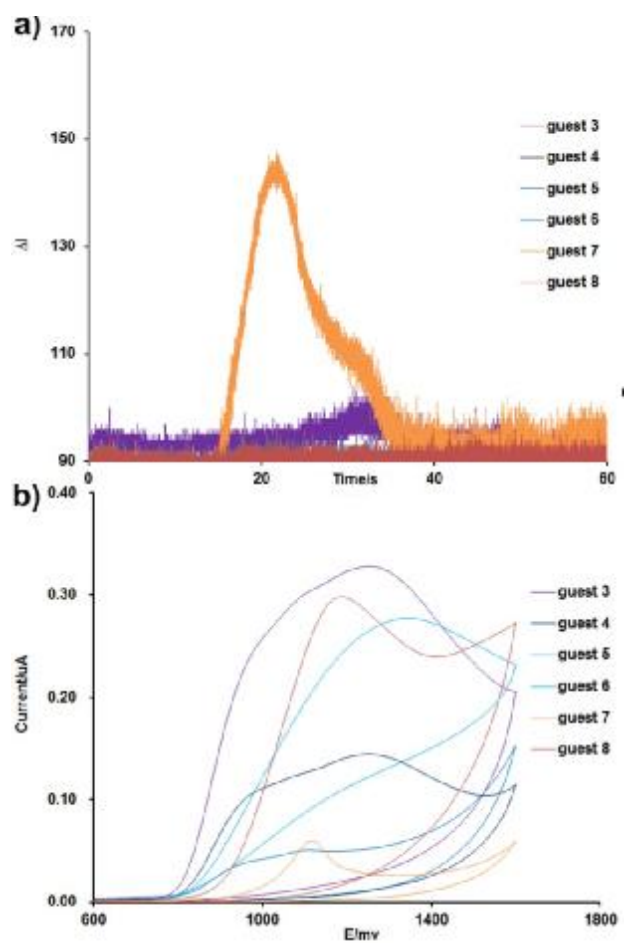 a)
170
150
130
110
90
ΔI
0
20
40
60
Time/s
guest 3
guest 4
guest 5
guest 6
guest 7
guest 8
b)
0.40
0.30
0.20
0.10
0.00
Current/uA
600
1000
1400
1800
E/mv
guest 3
guest 4
guest 5
guest 6
guest 7
guest 8